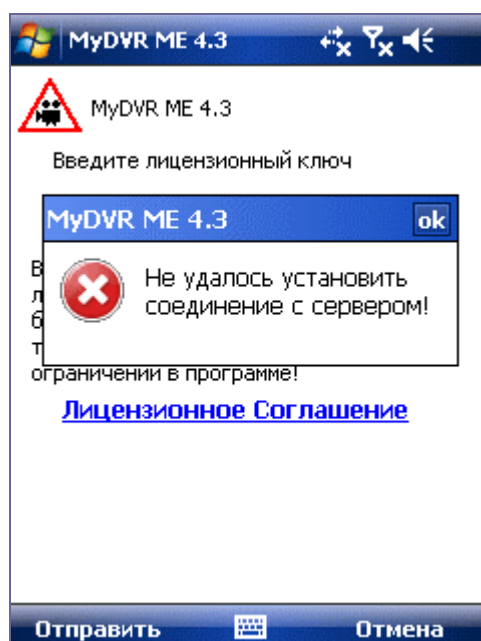 MyDVR ME 4.3
MyDVR ME 4.3
Введите лицензионный ключ
MyDVR ME 4.3 ok
Не удалось установить
соединение с сервером!
ограничении в программе!
Лицензионное Соглашение
Отправить Отмена